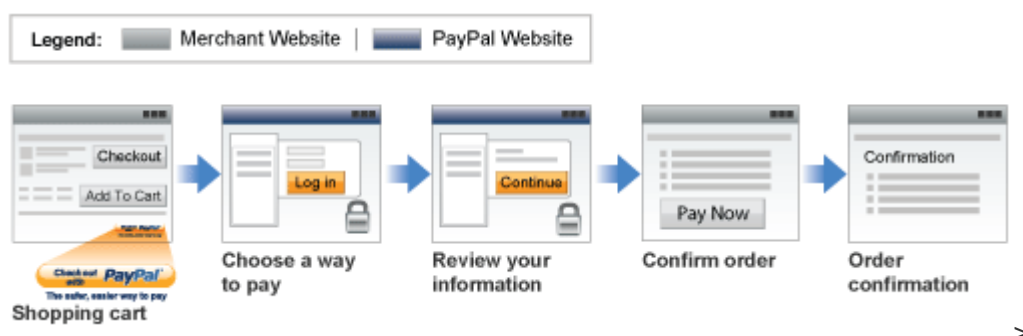 Legend: Merchant Website | PayPal Website
Checkout
Add To Cart
Log in
Continue
Pay Now
Confirmation
Check out with PayPal
The safer, easier way to pay
Shopping cart
Choose a way
to pay
Review your
information
Confirm order
Order
confirmation
>